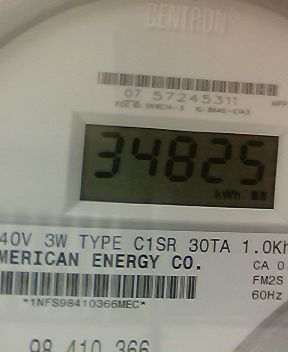 CENTRON®
07 57245311
34825
kWh
40V 3W TYPE C1SR 30TA 1.0Kh
MERICAN ENERGY CO.
CA 0
FM2S
60Hz
*1NFS98410366MEC*
98 410 366